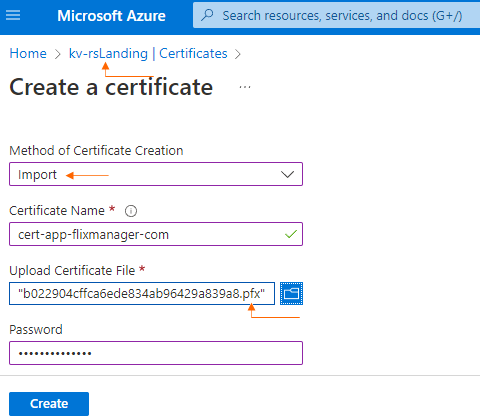 Microsoft Azure
Search resources, services, and docs (G+/)
Home > kv-rsLanding | Certificates >
Create a certificate ...
Method of Certificate Creation
Import
Certificate Name *
cert-app-flixmanager-com
Upload Certificate File *
"b022904cffca6ede834ab96429a839a8.pfx"
Password
••••••••••••••
Create